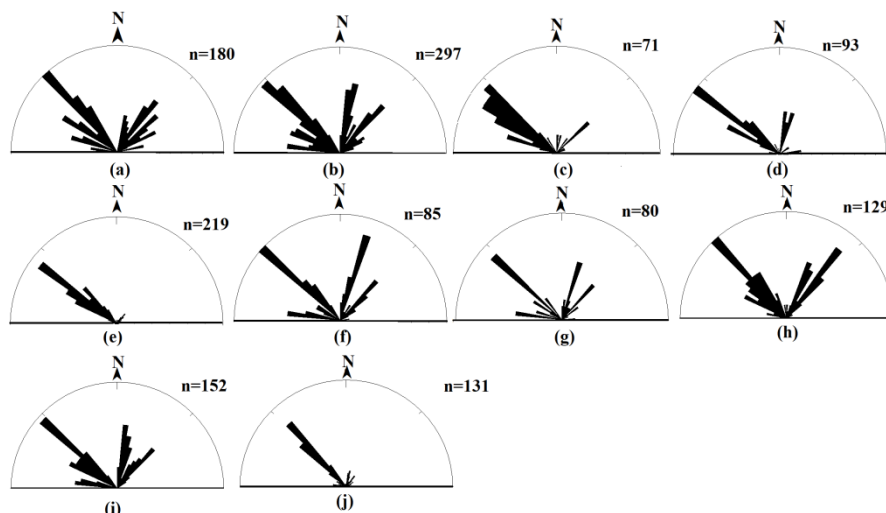 N
n=180
(a)
N
n=297
(b)
N
n=71
(c)
N
n=93
(d)
N
n=219
(e)
N
n=85
(f)
N
n=80
(g)
N
n=129
(h)
N
n=152
(i)
N
n=131
(j)